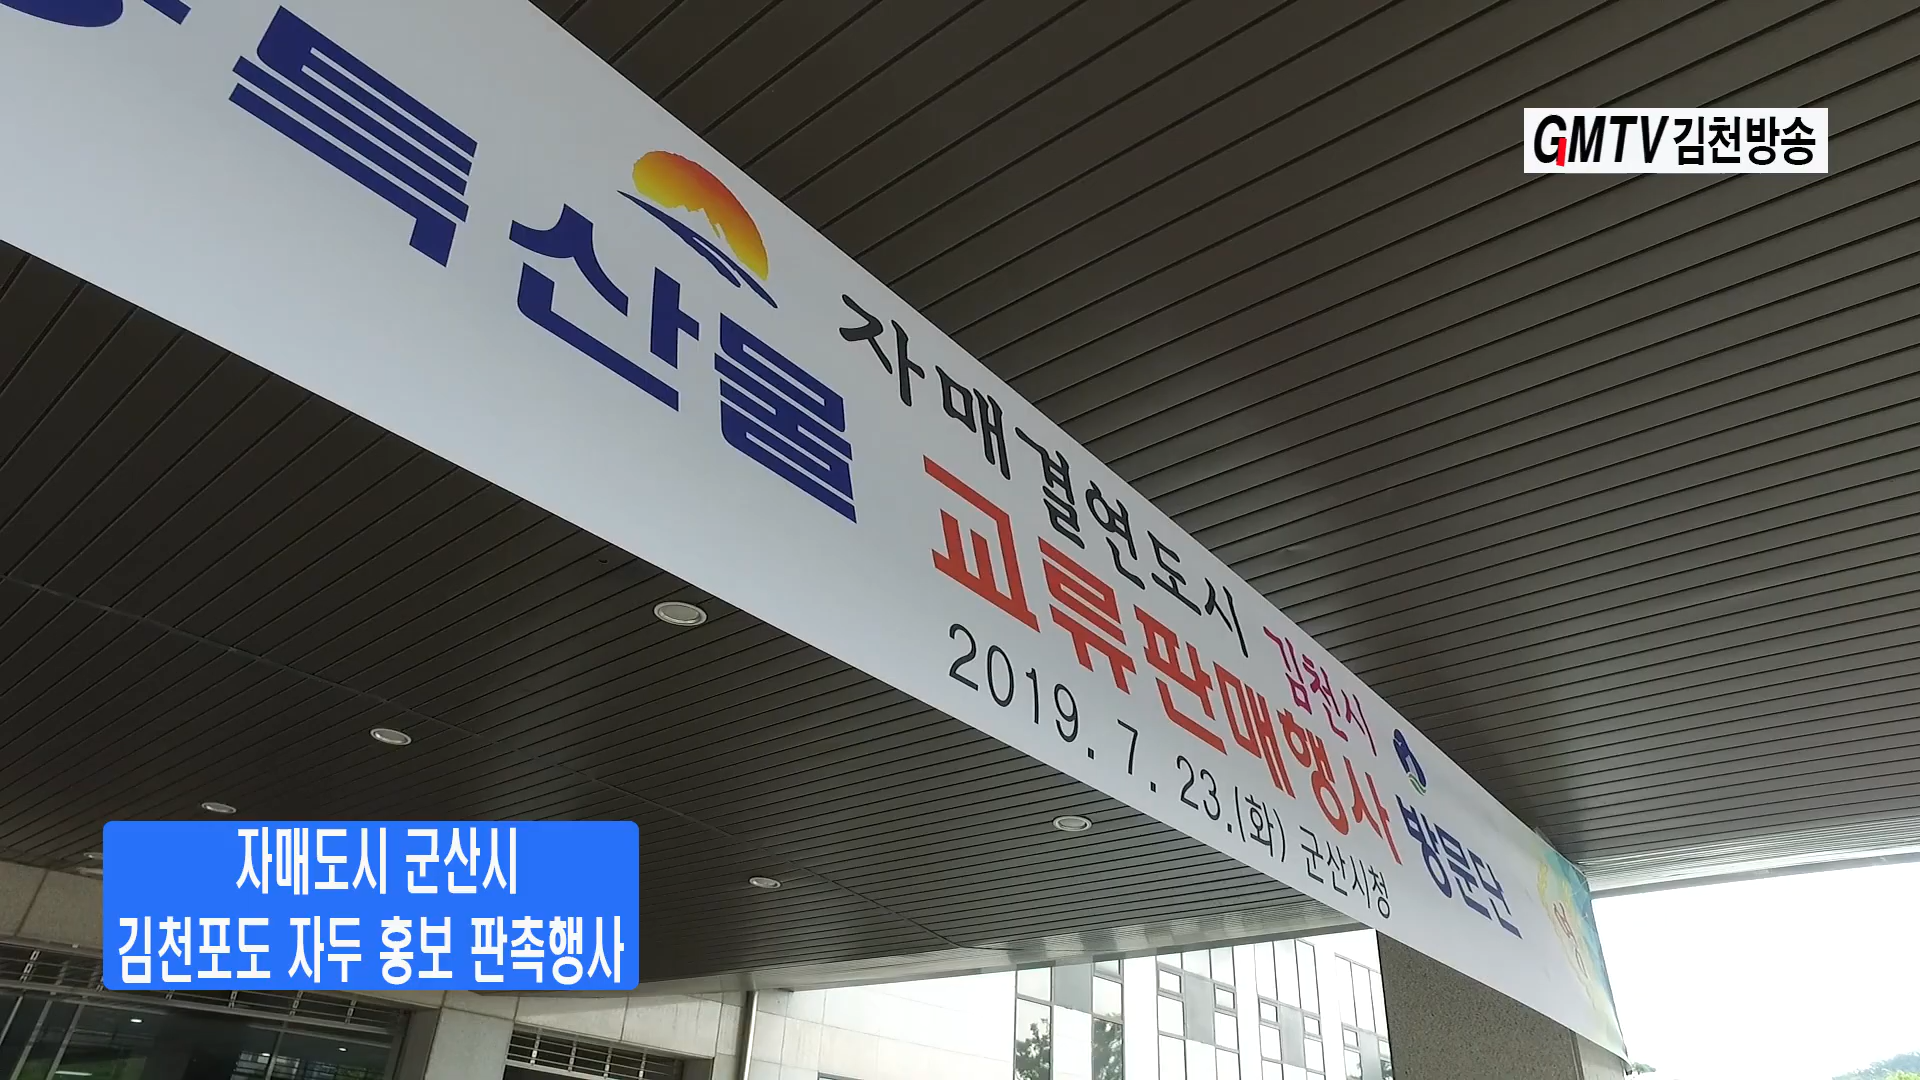 GMTV김천방송
특산물
자매결연도시 김천시
교류판매행사 방문단
2019.7.23.(화) 군산시청
자매도시 군산시
김천포도 자두 홍보 판촉행사